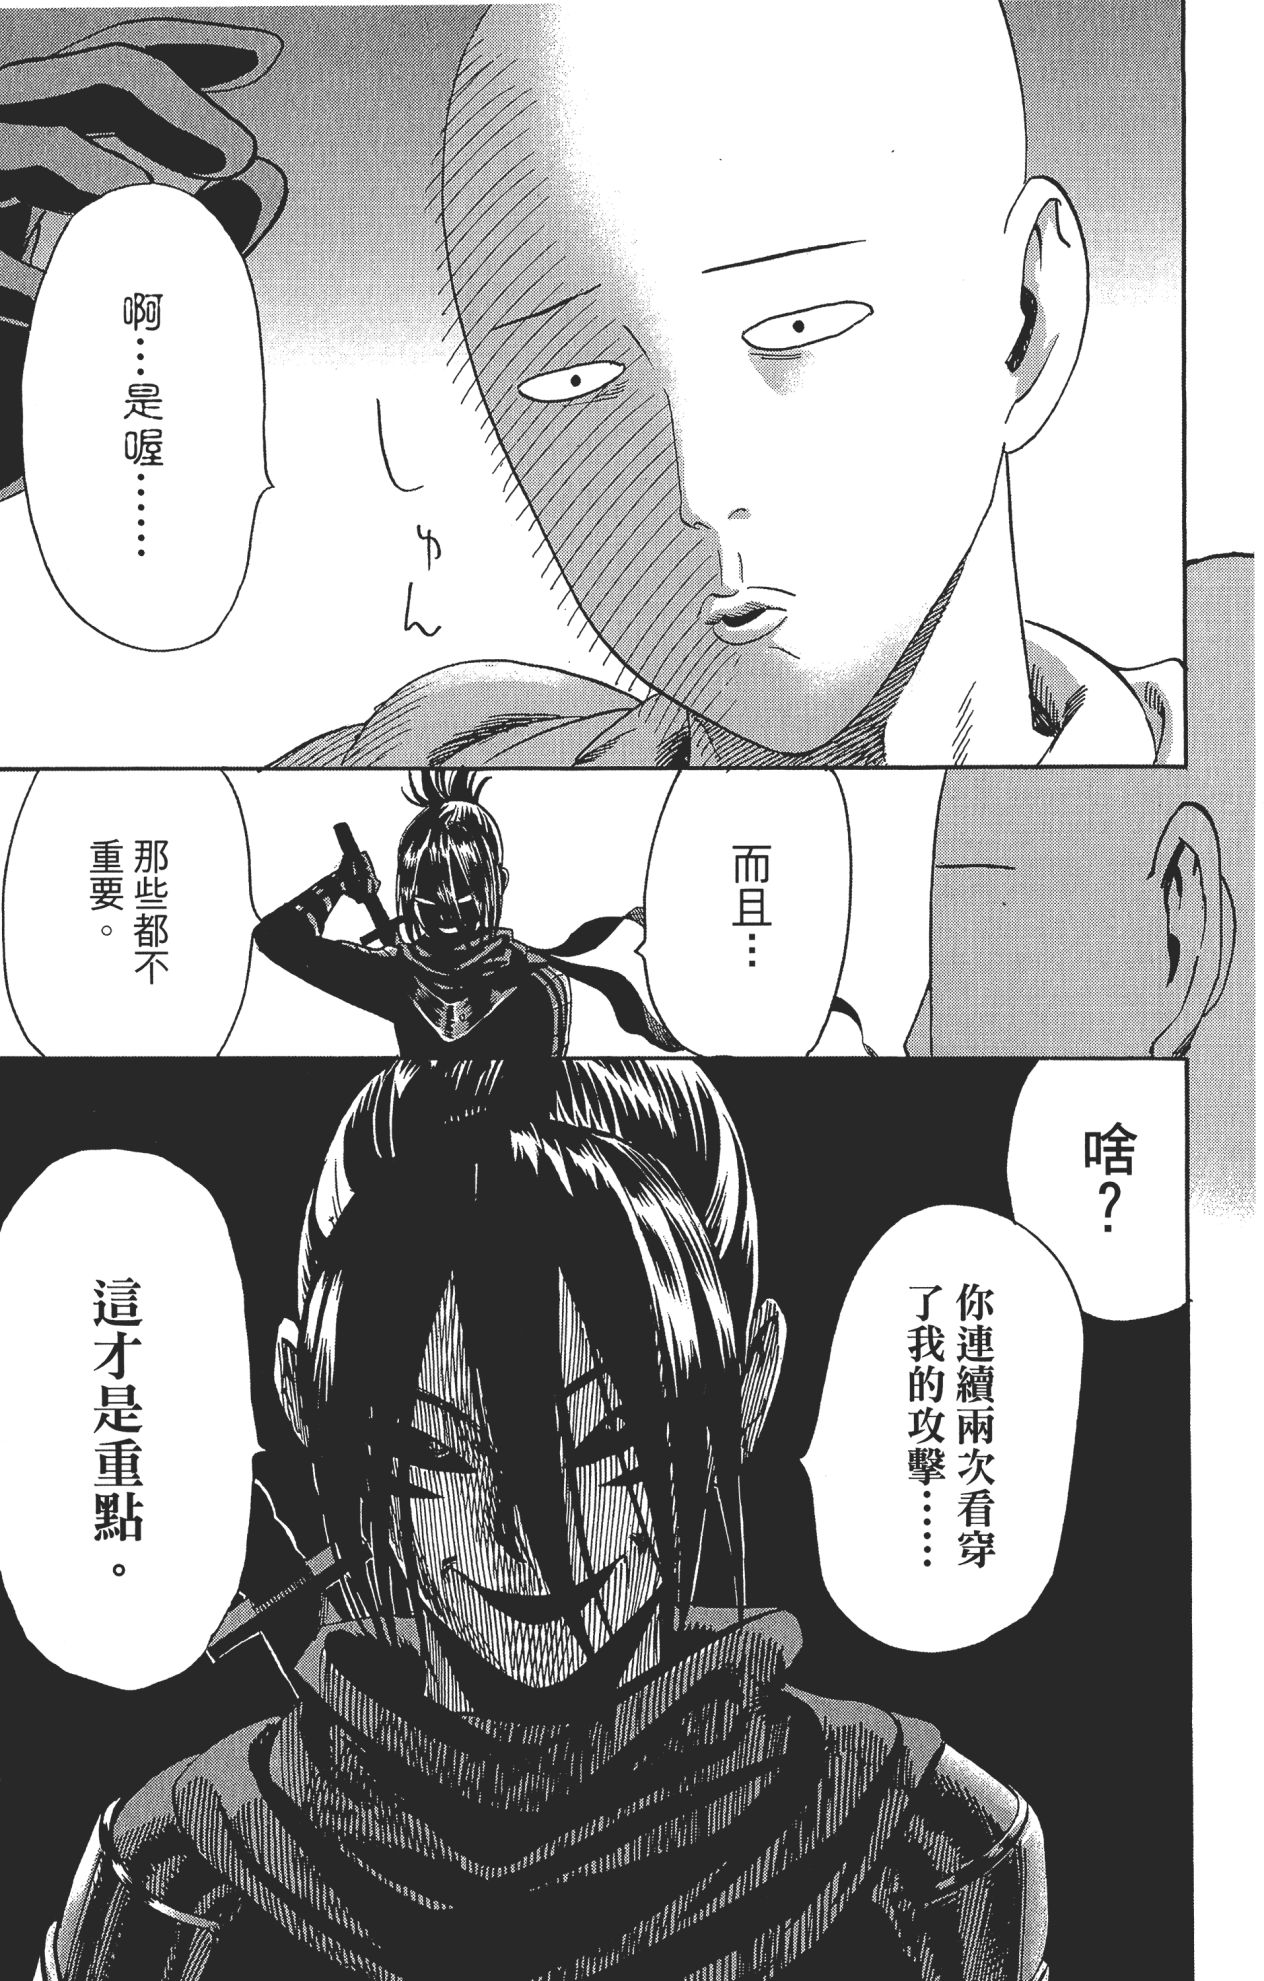 しゅん
啊…是喔……
而且…
那些都不
重要。
啥？
你連續兩次看穿
了我的攻擊……
這才是重點。